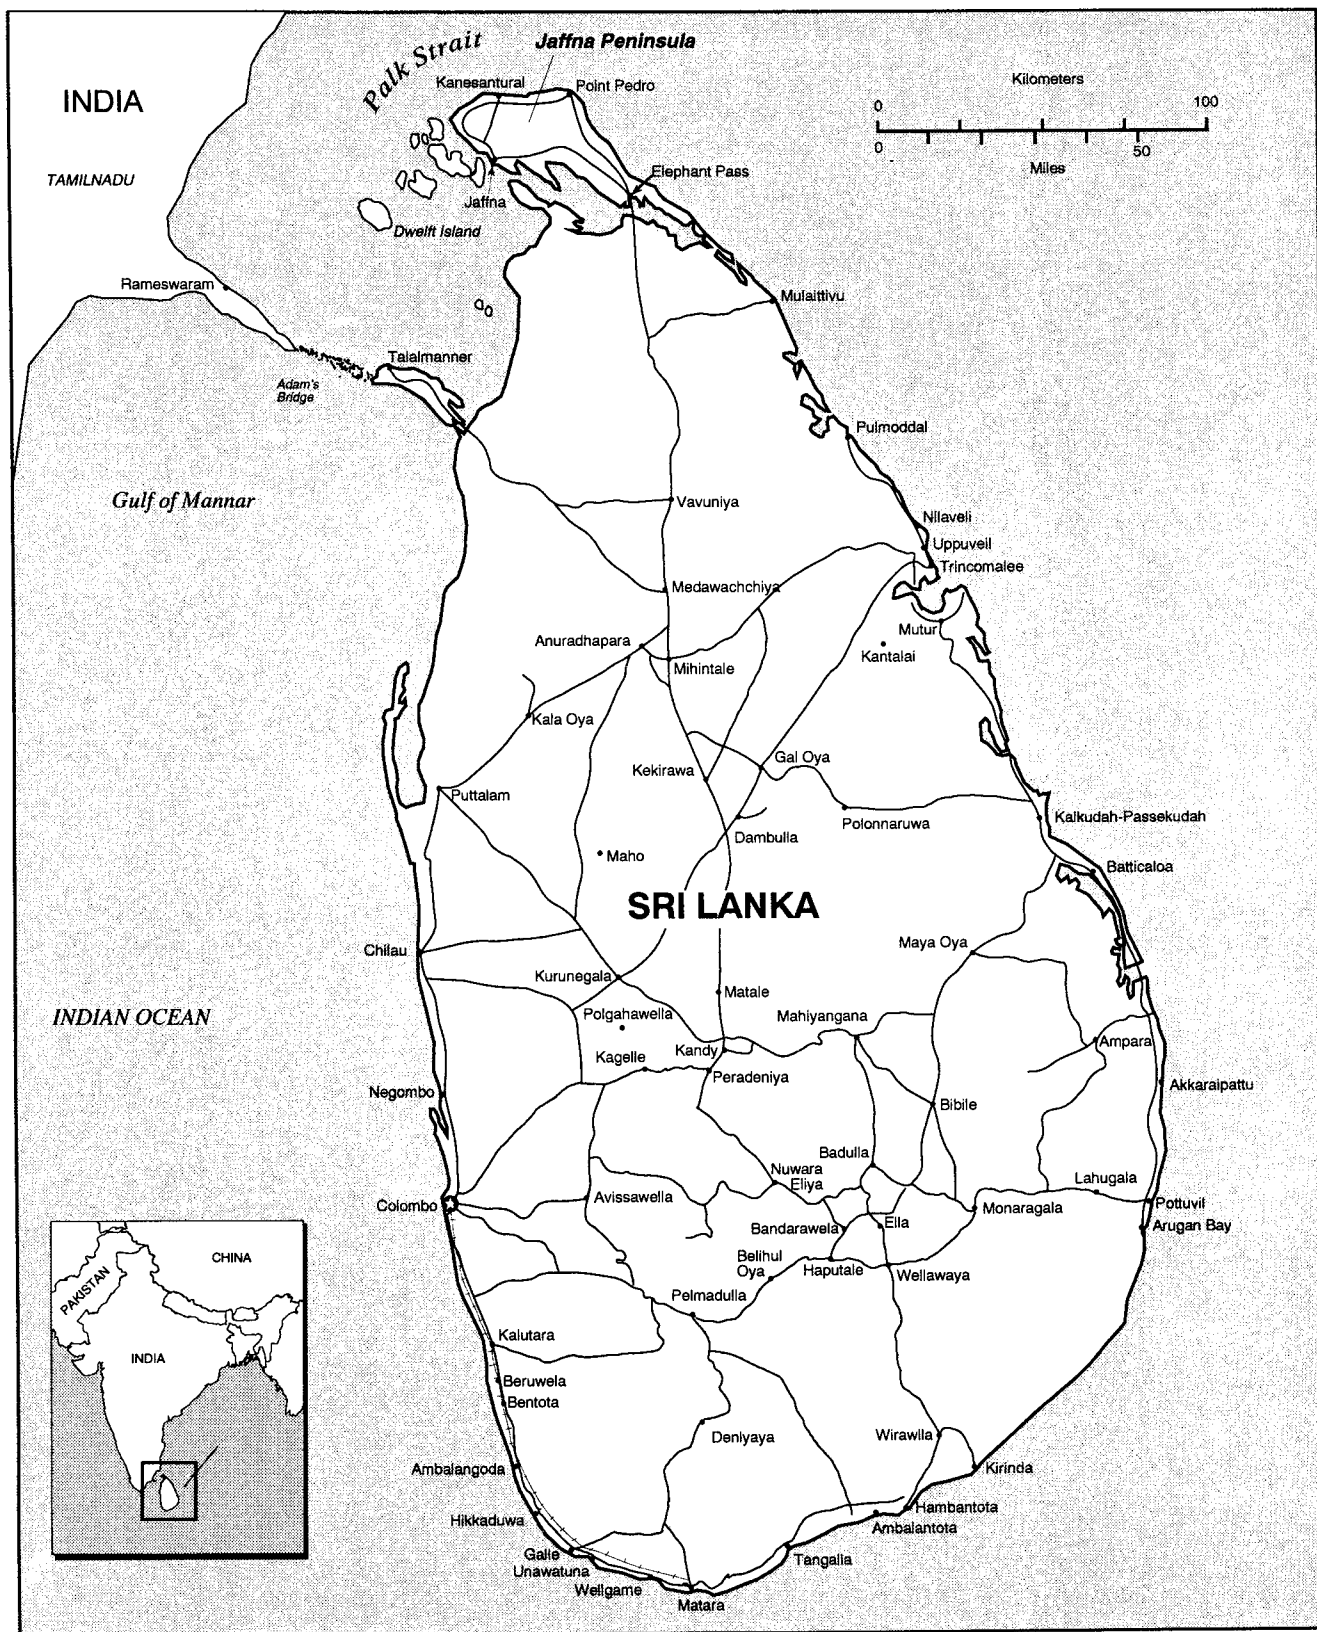 Palk Strait
Jaffna Peninsula
Kanesantural
Point Pedro
Kilometers
0
100
0
50
Miles
INDIA
TAMILNADU
Elephant Pass
Jaffna
Dwelft Island
Rameswaram
Mulaittivu
Talalmanner
Adam's
Bridge
Pulmoddal
Gulf of Mannar
Vavuniya
Nilaveli
Uppuveil
Trincomalee
Medawachchiya
Mutur
Anuradhapara
Kantalai
Mihintale
Kala Oya
Gal Oya
Kekirawa
Puttalam
Polonnaruwa
Kalkudah-Passekudah
Dambulla
Maho
Batticaloa
SRI LANKA
Chilau
Maya Oya
Kurunegala
Matale
INDIAN OCEAN
Polgahawella
Mahiyangana
Kandy
Ampara
Kagelle
Peradeniya
Akkaraipattu
Negombo
Bibile
Badulla
Nuwara
Eliya
Lahugala
Avissawella
Colombo
Monaragala
Pottuvil
Bandarawela
Ella
Arugan Bay
Belihul
Oya
Haputale
Wellawaya
Pelmadulla
CHINA
PAKISTAN
INDIA
Kalutara
Beruwela
Bentota
Deniyaya
Wirawlla
Ambalangoda
Kirinda
Hambantota
Hikkaduwa
Ambalantota
Galle
Unawatuna
Tangalla
Wellgame
Matara